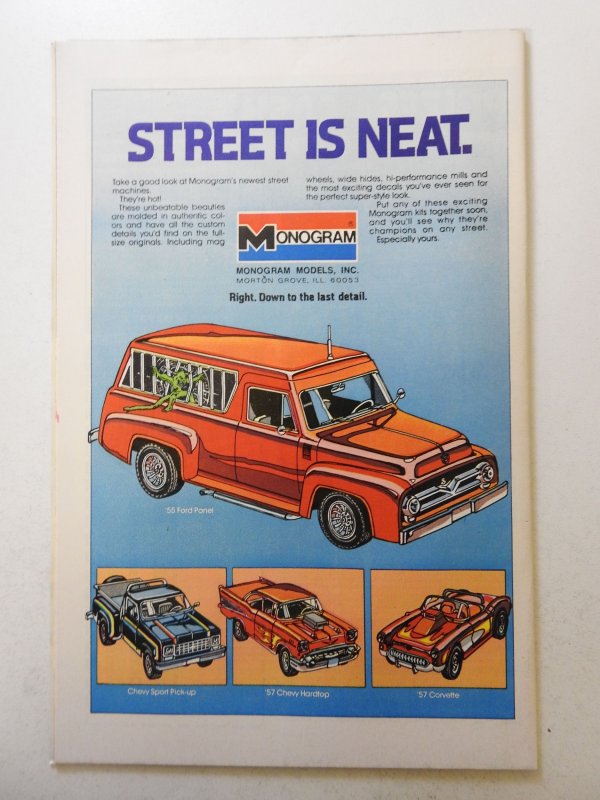 STREET IS NEAT.
Take a good look at Monogram's newest street
machines.
They're hot!
These unbeatable beauties
are molded in authentic col-
ors and have all the custom
details you'd find on the full-
size originals. Including mag
wheels, wide hides, hi-performance mills and
the most exciting decals you've ever seen for
the perfect super-style look.
Put any of these exciting
Monogram kits together soon,
and you'll see why they're
champions on any street.
Especially yours.
MONOGRAM®
MONOGRAM MODELS, INC.
MORTON GROVE, ILL. 60053
Right. Down to the last detail.
'55 Ford Panel
Chevy Sport Pick-up
'57 Chevy Hardtop
'57 Corvette